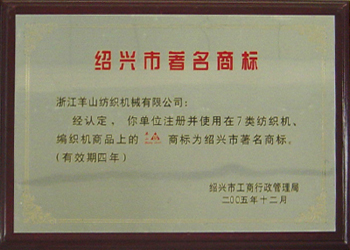 绍兴市著名商标
浙江羊山纺织机械有限公司：
经认定，你单位注册并使用在7类纺织机、
编织机商品上的 商标为绍兴市著名商标。
（有效期四年）
绍兴市工商行政管理局
二00五年十二月